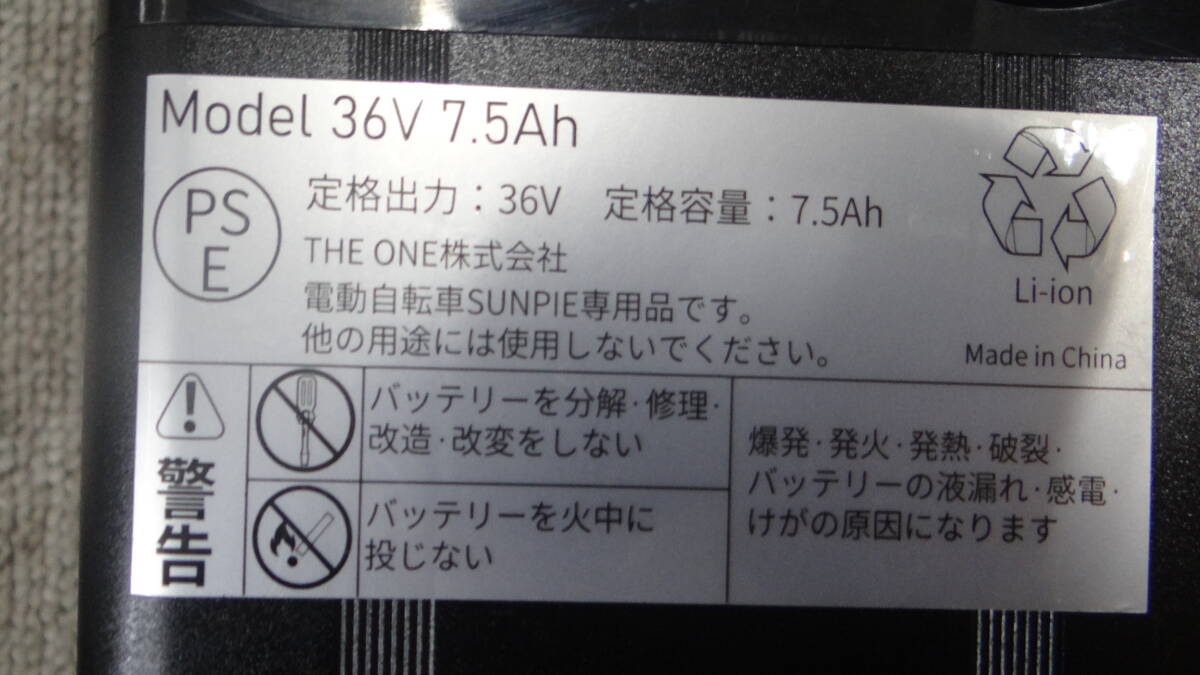 Model 36V 7.5Ah
PS
E
定格出力：36V 定格容量：7.5Ah
THE ONE株式会社
電動自転車SUNPIE専用品です。
他の用途には使用しないでください。
Li-ion
Made in China
警告
バッテリーを分解·修理·
改造·改変をしない
バッテリーを火中に
投じない
爆発·発火·発熱·破裂·
バッテリーの液漏れ·感電·
けがの原因になります